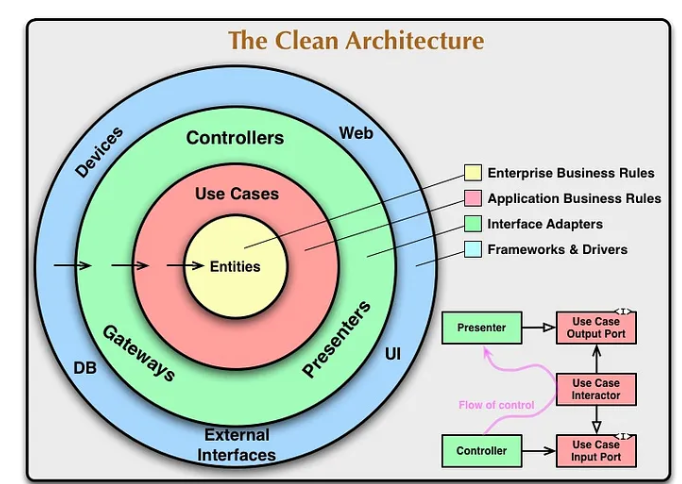 The Clean Architecture
Devices
Web
Controllers
Use Cases
Entities
Gateways
Presenters
DB
UI
External
Interfaces
Enterprise Business Rules
Application Business Rules
Interface Adapters
Frameworks & Drivers
Presenter
<I>
Use Case
Output Port
Use Case
Interactor
Flow of control
Controller
<I>
Use Case
Input Port